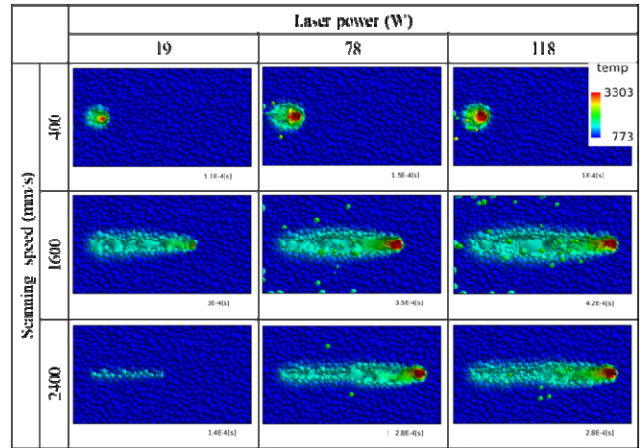 Laser power (W)
19 78 118
Scanning speed (mm/s)
400
temp
3303
773
1.1E-4[s] 1.5E-4[s] 1E-4[s]
1600
3E-4[s] 3.5E-4[s] 4.2E-4[s]
2400
1.4E-4[s] 2.8E-4[s] 2.8E-4[s]